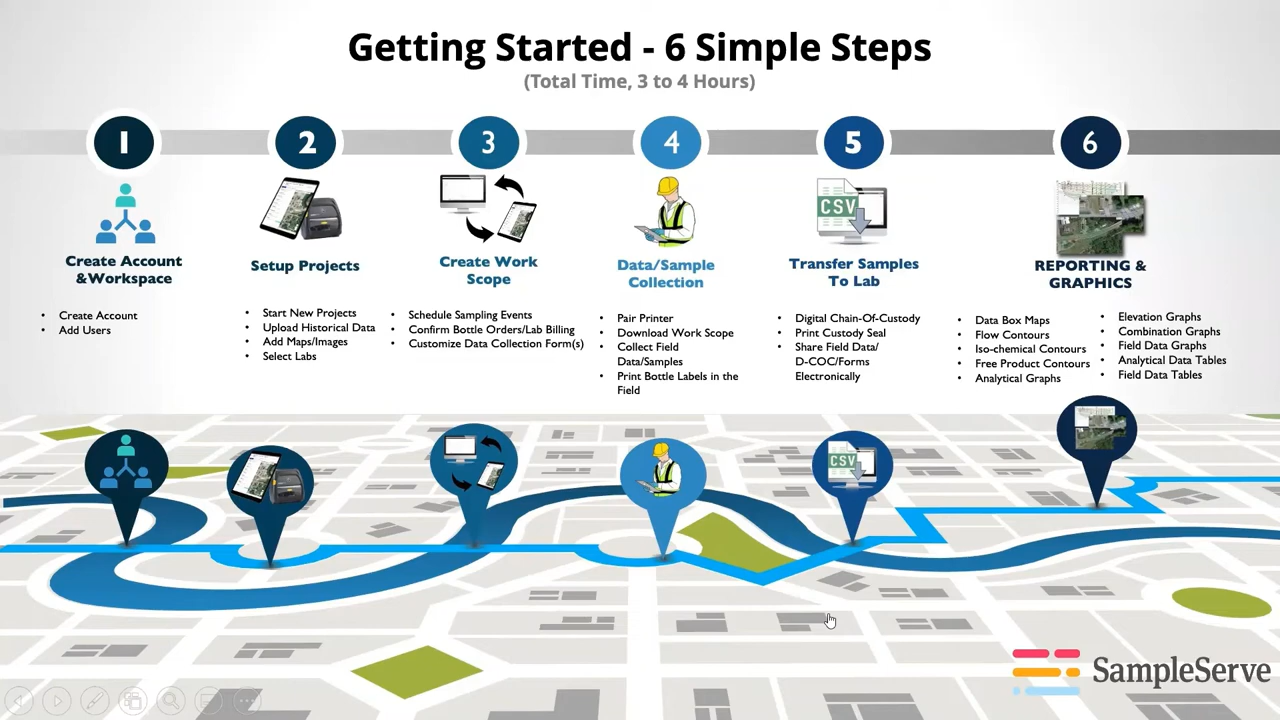 Getting Started - 6 Simple Steps
(Total Time, 3 to 4 Hours)
1
2
3
4
5
6
CSV
Create Account
&Workspace
Setup Projects
Create Work
Scope
Data/Sample
Collection
Transfer Samples
To Lab
REPORTING &
GRAPHICS
• Create Account
• Add Users
• Start New Projects
• Upload Historical Data
• Add Maps/Images
• Select Labs
• Schedule Sampling Events
• Confirm Bottle Orders/Lab Billing
• Customize Data Collection Form(s)
• Pair Printer
• Download Work Scope
• Collect Field
Data/Samples
• Print Bottle Labels in the
Field
• Digital Chain-Of-Custody
• Print Custody Seal
• Share Field Data/
D-COC/Forms
Electronically
• Data Box Maps
• Flow Contours
• Iso-chemical Contours
• Free Product Contours
• Analytical Graphs
• Elevation Graphs
• Combination Graphs
• Field Data Graphs
• Analytical Data Tables
• Field Data Tables
CSV
SampleServe